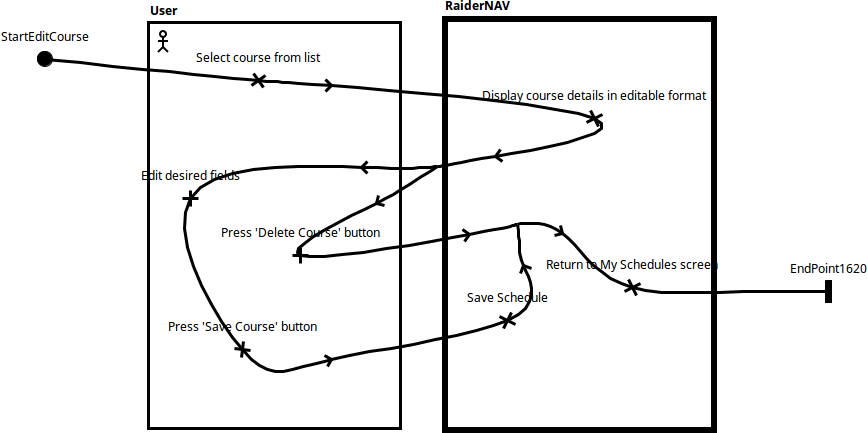 User
RaiderNAV
StartEditCourse
Select course from list
Display course details in editable format
Edit desired fields
Press 'Delete Course' button
Return to My Schedules screen
EndPoint1620
Save Schedule
Press 'Save Course' button